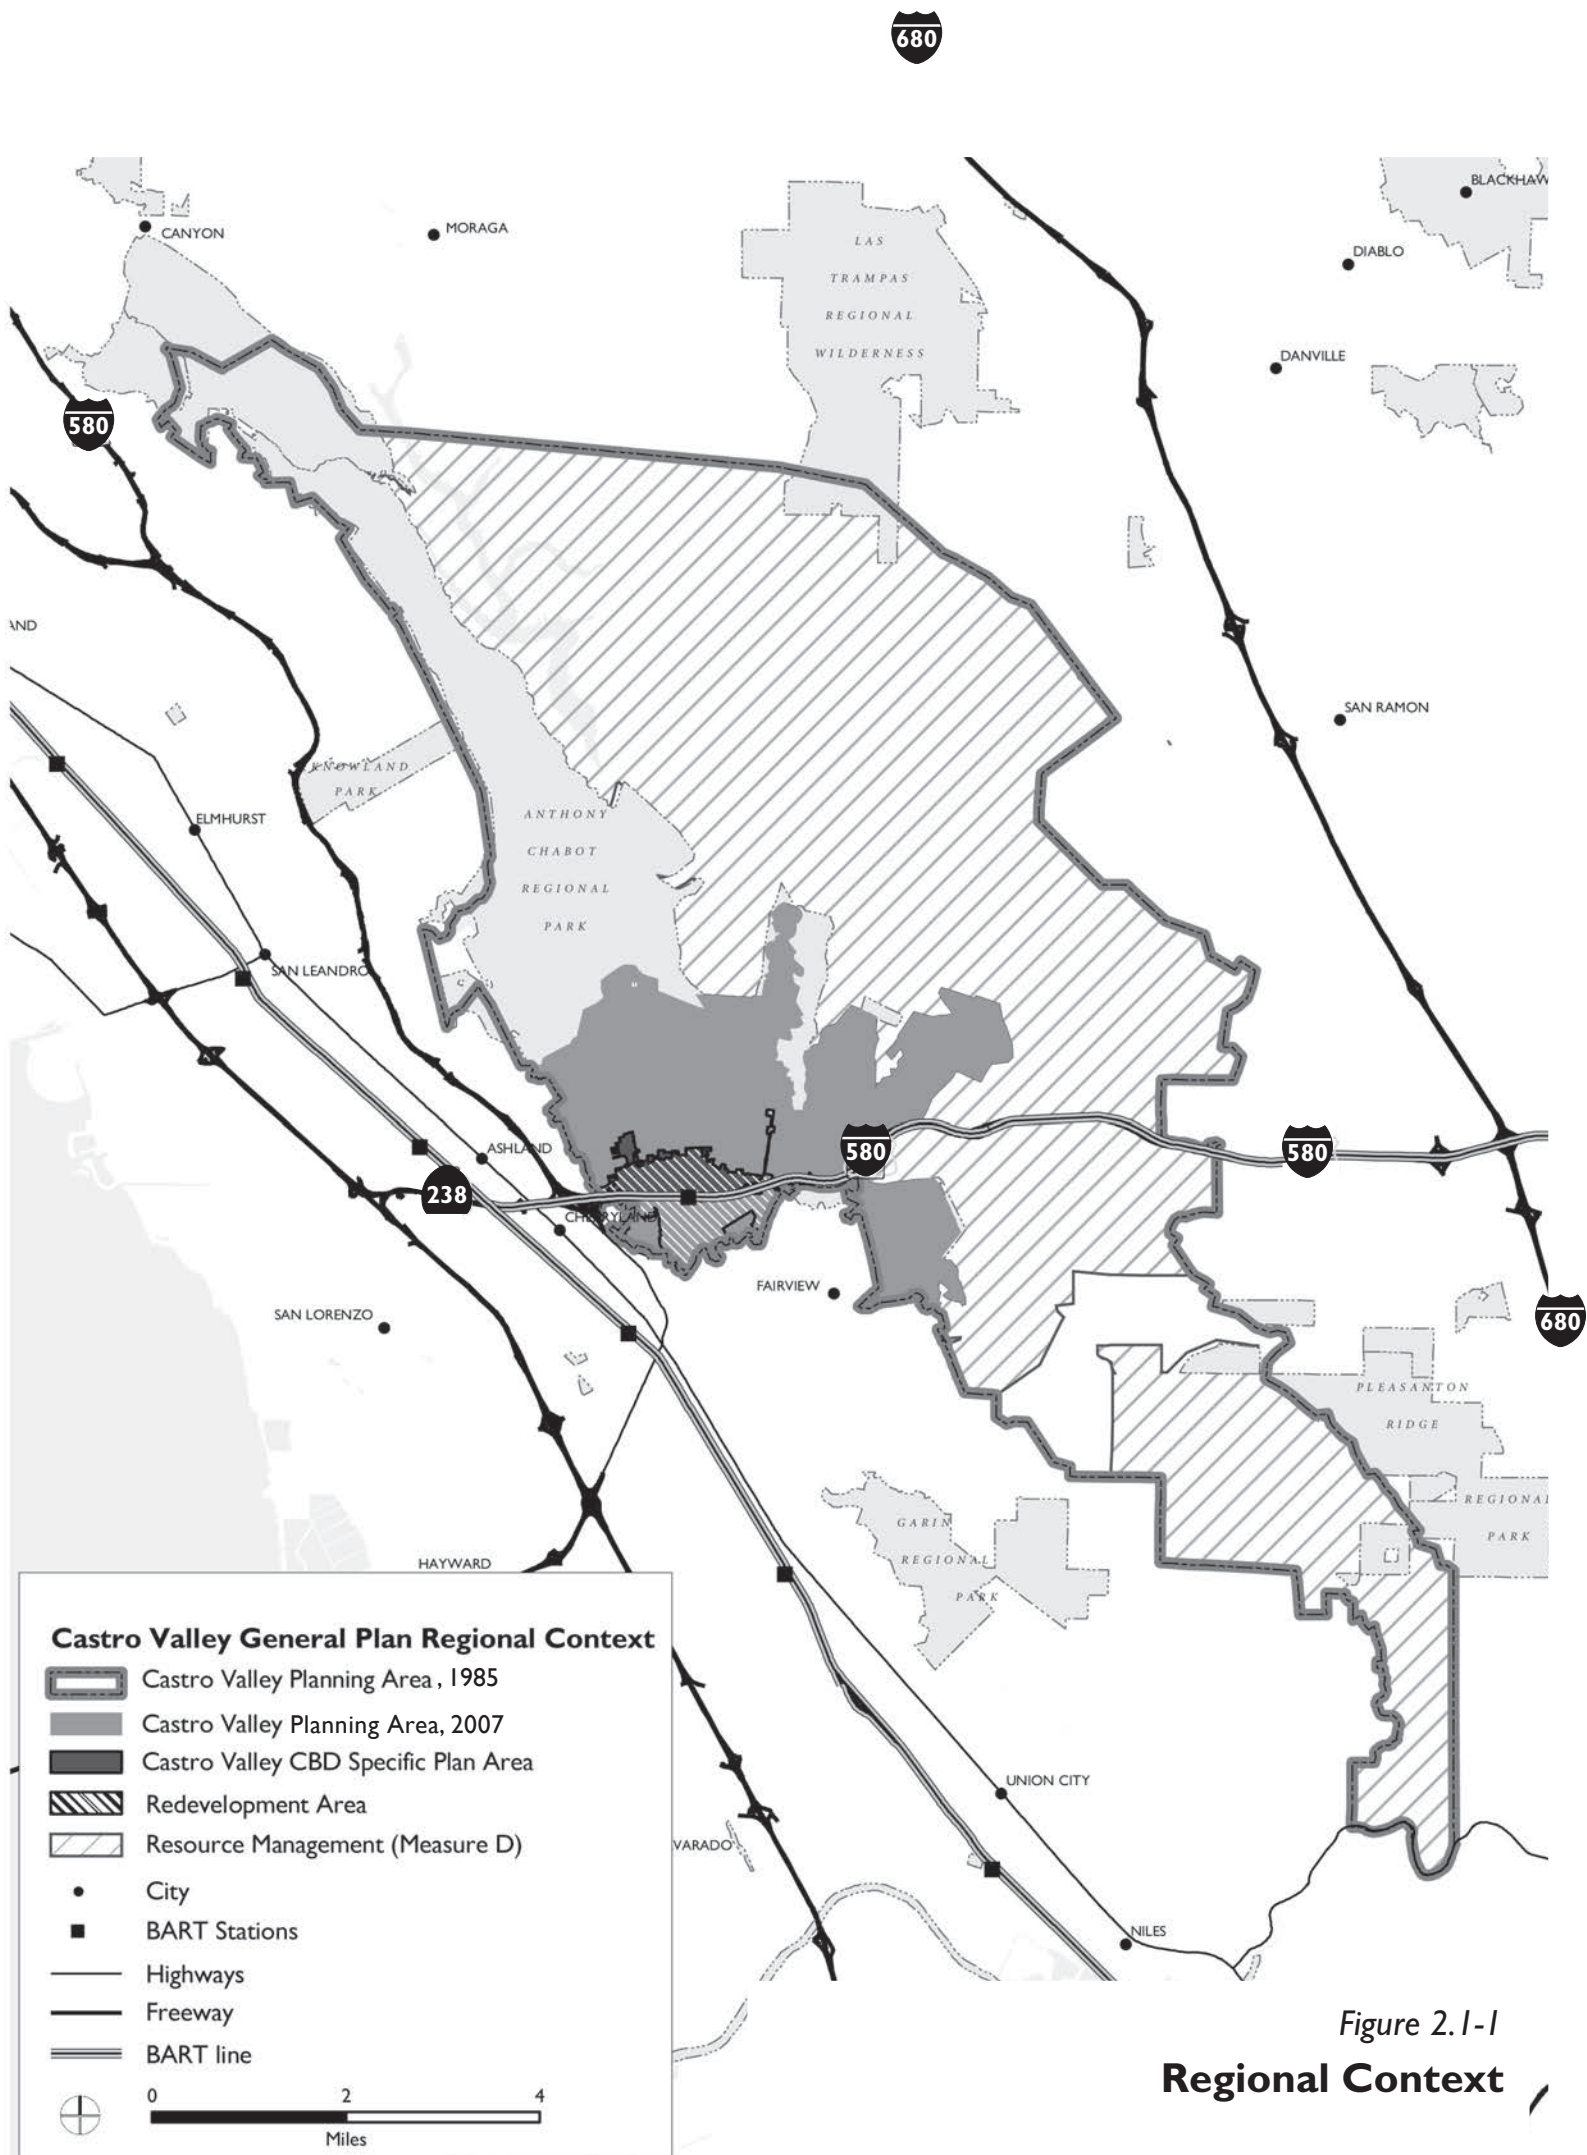 680
BLACKHAW
CANYON
MORAGA
LAS
TRAMPAS
REGIONAL
WILDERNESS
DIABLO
DANVILLE
580
AND
SAN RAMON
KNOWLAND
PARK
ELMHURST
ANTHONY
CHABOT
REGIONAL
PARK
SAN LEANDRO
ASHLAND
580
580
238
CHERRYLAND
FAIRVIEW
SAN LORENZO
680
PLEASANTON
RIDGE
REGIONAL
PARK
GARIN
REGIONAL
PARK
HAYWARD
Castro Valley General Plan Regional Context
Castro Valley Planning Area, 1985
Castro Valley Planning Area, 2007
Castro Valley CBD Specific Plan Area
Redevelopment Area
Resource Management (Measure D)
City
BART Stations
Highways
Freeway
BART line
0 2 4
Miles
UNION CITY
VARADO
NILES
Figure 2.1-1
Regional Context